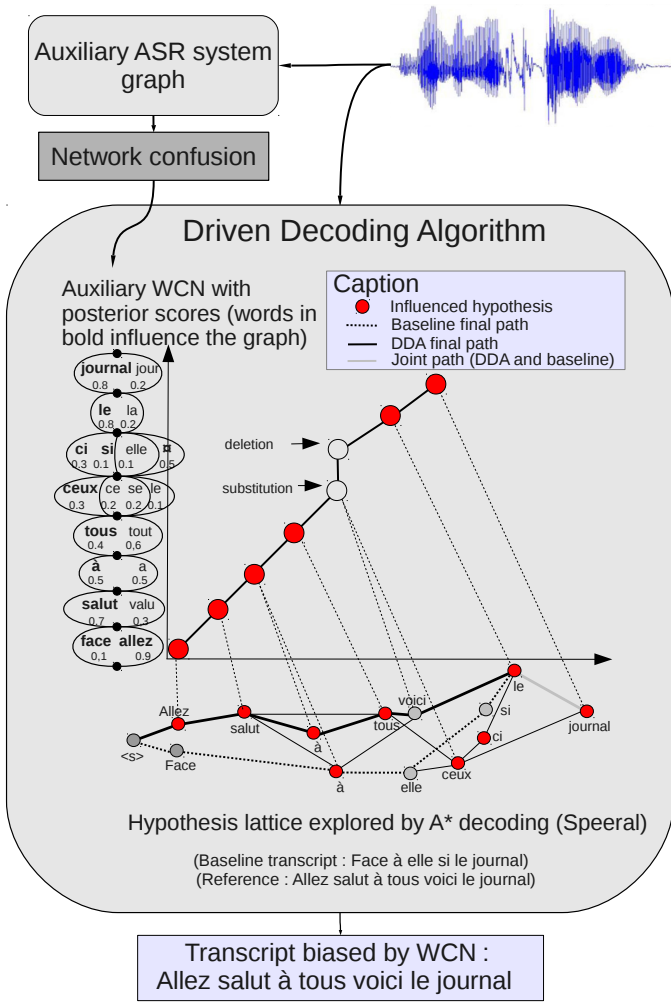 Auxiliary ASR system
graph
Network confusion
Driven Decoding Algorithm
Auxiliary WCN with
posterior scores (words in
bold influence the graph)
Caption
Influenced hypothesis
Baseline final path
DDA final path
Joint path (DDA and baseline)
journal jour
0.8 0.2
le la
0.8 0.2
ci si elle ¤
0.3 0.1 0.1 0.5
ceux ce se le
0.3 0.2 0.2 0.1
tous tout
0.4 0,6
à a
0.5 0.5
salut valu
0.7 0.3
face allez
0,1 0.9
deletion
substitution
Allez
salut
à
tous
voici
le
si
journal
ci
<s>
Face
à
elle
ceux
Hypothesis lattice explored by A* decoding (Speeral)
(Baseline transcript : Face à elle si le journal)
(Reference : Allez salut à tous voici le journal)
Transcript biased by WCN :
Allez salut à tous voici le journal